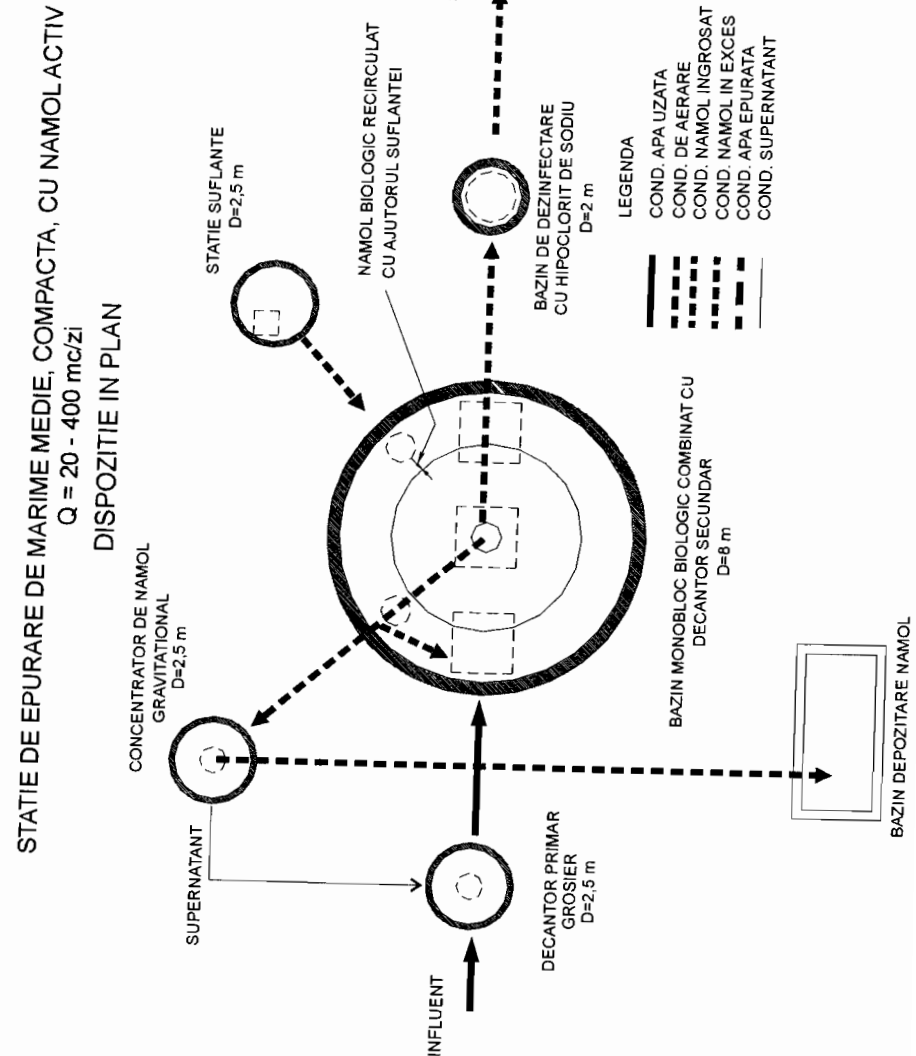 STATIE DE EPURARE DE MARIME MEDIE, COMPACTA, CU NAMOL ACTIV
Q = 20 - 400 mc/zi
DISPOZITIE IN PLAN
STATIE SUFLANTE
D=2,5 m
NAMOL BIOLOGIC RECIRCULAT
CU AJUTORUL SUFLANTEI
CONCENTRATOR DE NAMOL
GRAVITATIONAL
D=2,5 m
SUPERNATANT
INFLUENT
DECANTOR PRIMAR
GROSIER
D=2,5 m
BAZIN MONOBLOC BIOLOGIC COMBINAT CU
DECANTOR SECUNDAR
D=8 m
BAZIN DE DEZINFECTARE
CU HIPOCLORIT DE SODIU
D=2 m
BAZIN DEPOZITARE NAMOL
LEGENDA
COND. APA UZATA
COND. DE AERARE
COND. NAMOL INGROSAT
COND. NAMOL IN EXCES
COND. APA EPURATA
COND. SUPERNATANT